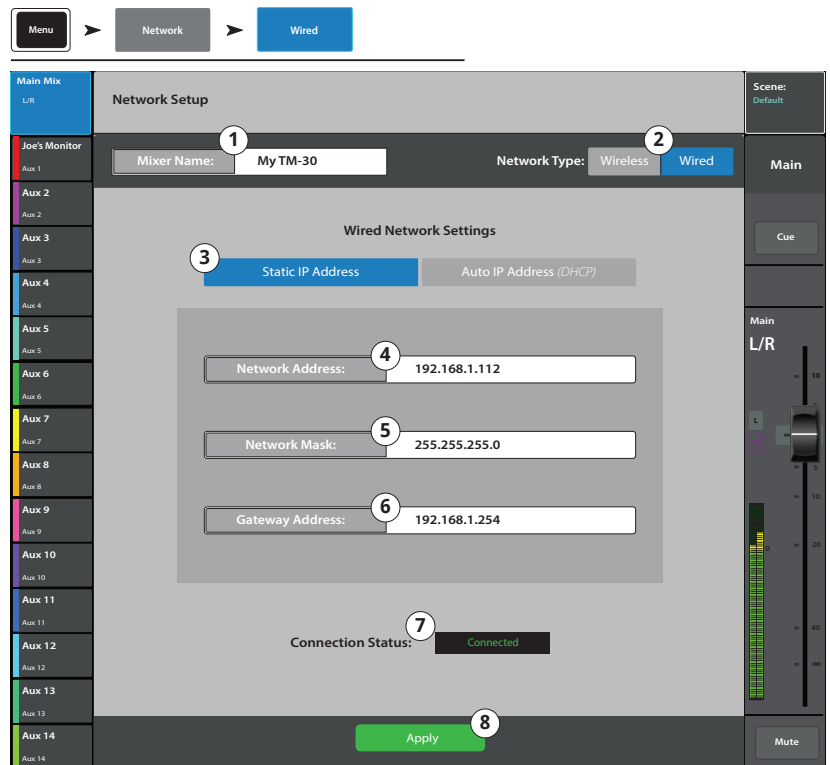 Menu
Network
Wired
Main Mix
L/R
Network Setup
Scene:
Default
1
2
Mixer Name:
My TM-30
Network Type:
Wireless
Wired
Main
Joe's Monitor
Aux 1
Aux 2
Aux 2
Aux 3
Aux 3
Aux 4
Aux 4
Aux 5
Aux 5
Aux 6
Aux 6
Aux 7
Aux 7
Aux 8
Aux 8
Aux 9
Aux 9
Aux 10
Aux 10
Aux 11
Aux 11
Aux 12
Aux 12
Aux 13
Aux 13
Aux 14
Aux 14
Wired Network Settings
3
Static IP Address
Auto IP Address (DHCP)
4
Network Address:
192.168.1.112
5
Network Mask:
255.255.255.0
6
Gateway Address:
192.168.1.254
7
Connection Status:
Connected
8
Apply
Cue
Main
L/R
10
L
5
10
0
20
40
∞
Mute